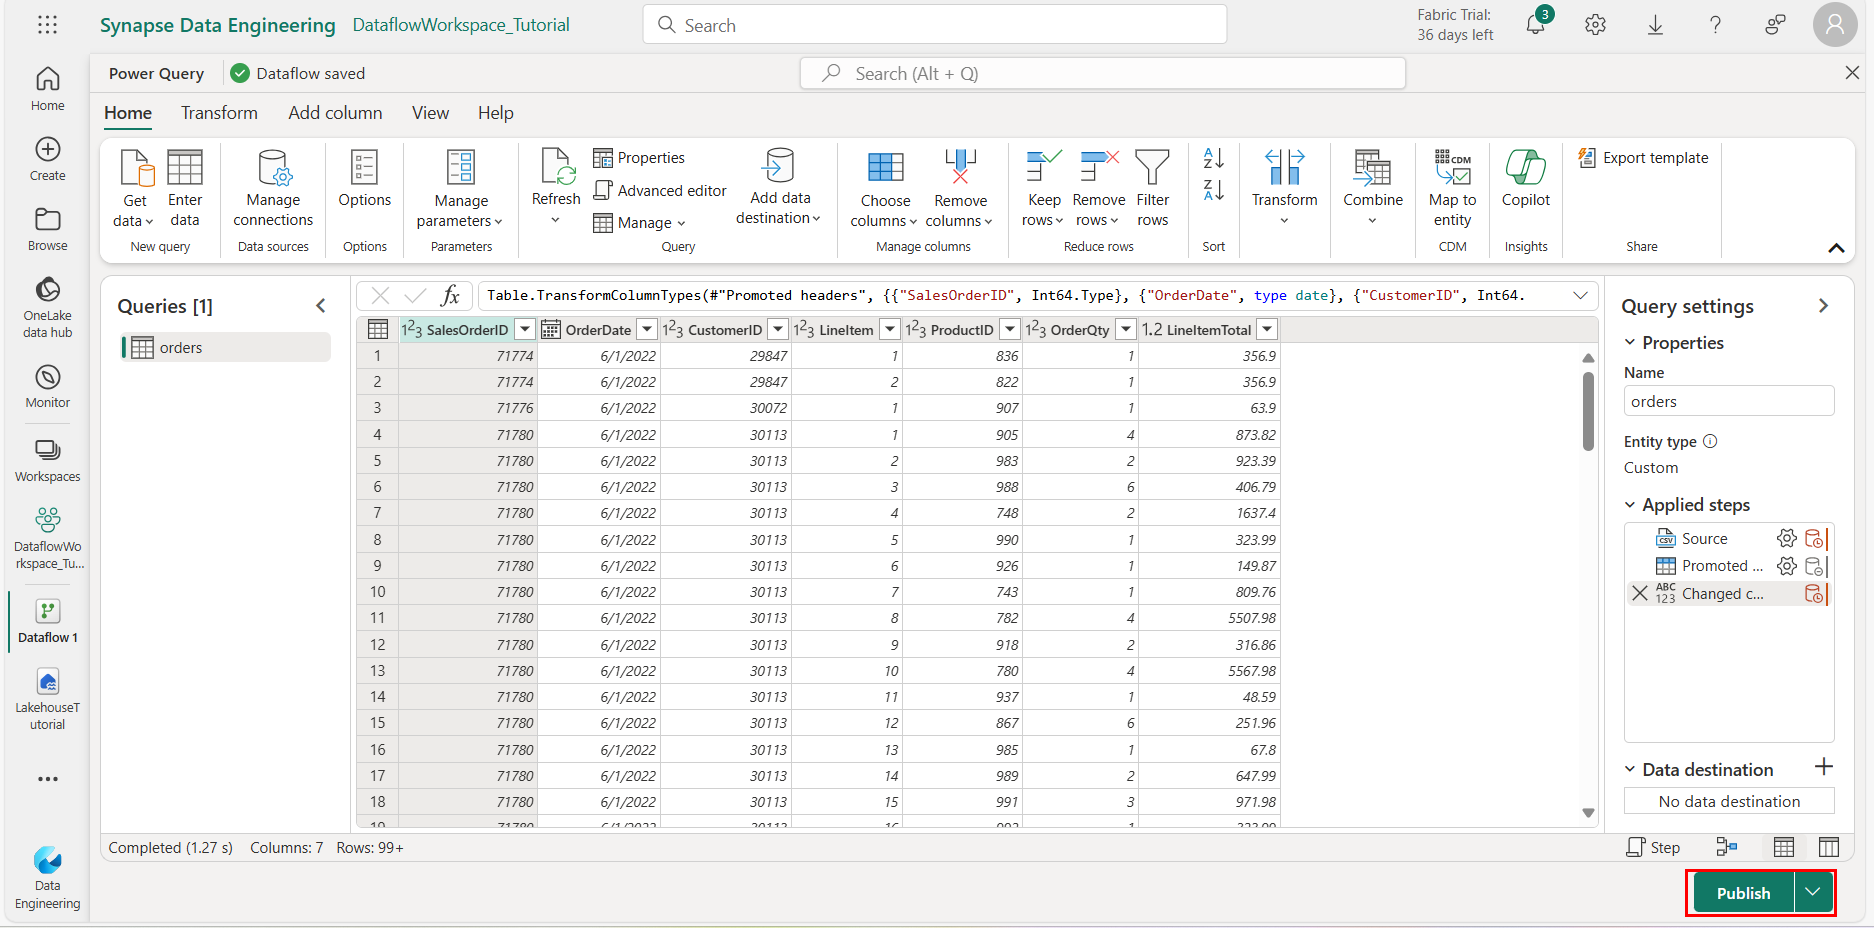 Synapse Data Engineering DataflowWorkspace_Tutorial Search Fabric Trial: 3
36 days left
Power Query Dataflow saved Search (Alt + Q)
Home Transform Add column View Help
Get data Enter data
New query
Manage connections
Data sources
Options
Options
Manage parameters
Parameters
Refresh Properties Advanced editor Manage Add data destination
Query
Choose columns Remove columns
Manage columns
Keep rows Remove rows Filter rows
Reduce rows
A Z Z A
Sort
Transform
Combine
CDM Map to entity
CDM
Copilot
Insights
Export template
Share
Home
Create
Browse
OneLake
data hub
Monitor
Workspaces
DataflowWo
rkspace_Tu...
Dataflow 1
LakehouseT
utorial
Data
Engineering
Queries [1]
orders
fx Table.TransformColumnTypes(#"Promoted headers", {{"SalesOrderID", Int64.Type}, {"OrderDate", type date}, {"CustomerID", Int64.
123 SalesOrderID OrderDate 123 CustomerID 123 LineItem 123 ProductID 123 OrderQty 1.2 LineItemTotal
1 71774 6/1/2022 29847 1 836 1 356.9
2 71774 6/1/2022 29847 2 822 1 356.9
3 71776 6/1/2022 30072 1 907 1 63.9
4 71780 6/1/2022 30113 1 905 4 873.82
5 71780 6/1/2022 30113 2 983 2 923.39
6 71780 6/1/2022 30113 3 988 6 406.79
7 71780 6/1/2022 30113 4 748 2 1637.4
8 71780 6/1/2022 30113 5 990 1 323.99
9 71780 6/1/2022 30113 6 926 1 149.87
10 71780 6/1/2022 30113 7 743 1 809.76
11 71780 6/1/2022 30113 8 782 4 5507.98
12 71780 6/1/2022 30113 9 918 2 316.86
13 71780 6/1/2022 30113 10 780 4 5567.98
14 71780 6/1/2022 30113 11 937 1 48.59
15 71780 6/1/2022 30113 12 867 6 251.96
16 71780 6/1/2022 30113 13 985 1 67.8
17 71780 6/1/2022 30113 14 989 2 647.99
18 71780 6/1/2022 30113 15 991 3 971.98
Query settings
Properties
Name
orders
Entity type
Custom
Applied steps
CSV Source
Promoted ...
ABC 123 Changed c...
Data destination
No data destination
Completed (1.27 s) Columns: 7 Rows: 99+ Step
Publish